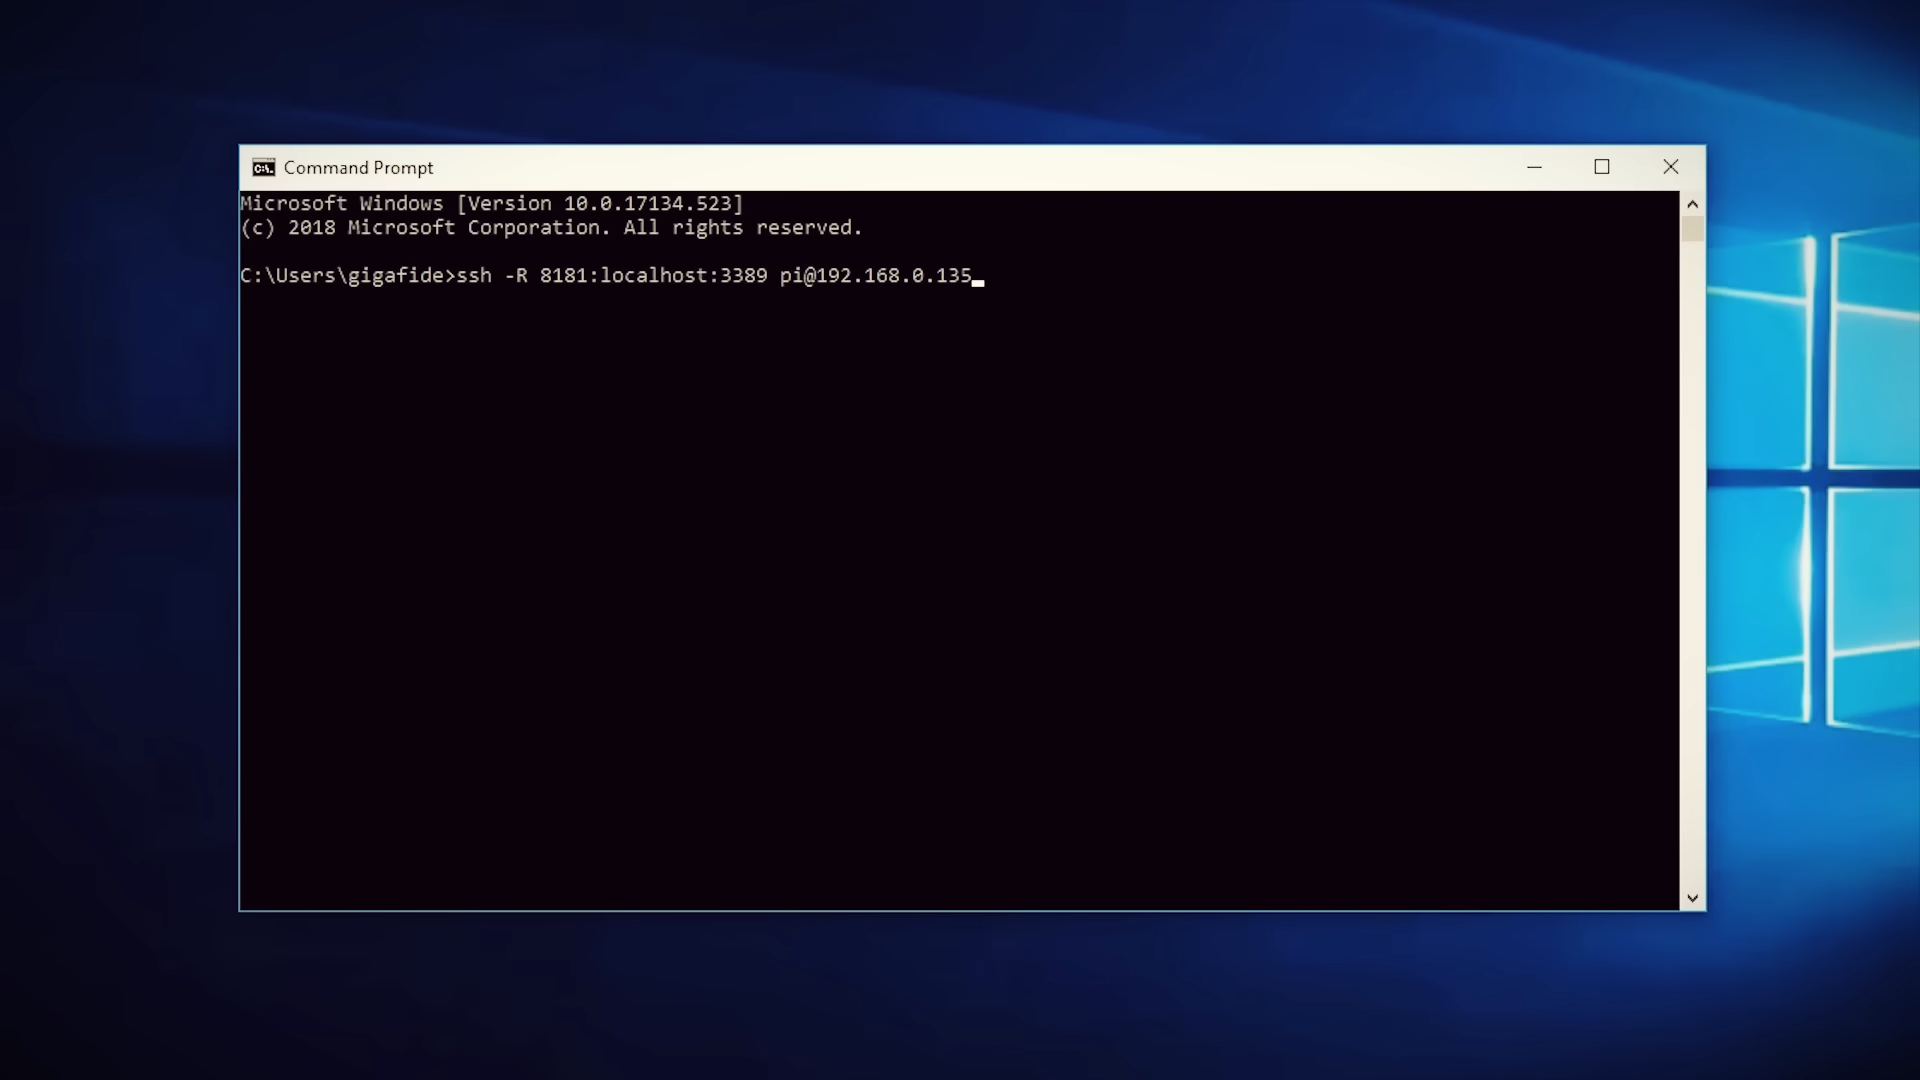 Command Prompt
Microsoft Windows [Version 10.0.17134.523]
(c) 2018 Microsoft Corporation. All rights reserved.
C:\Users\gigafide>ssh -R 8181:localhost:3389 pi@192.168.0.135